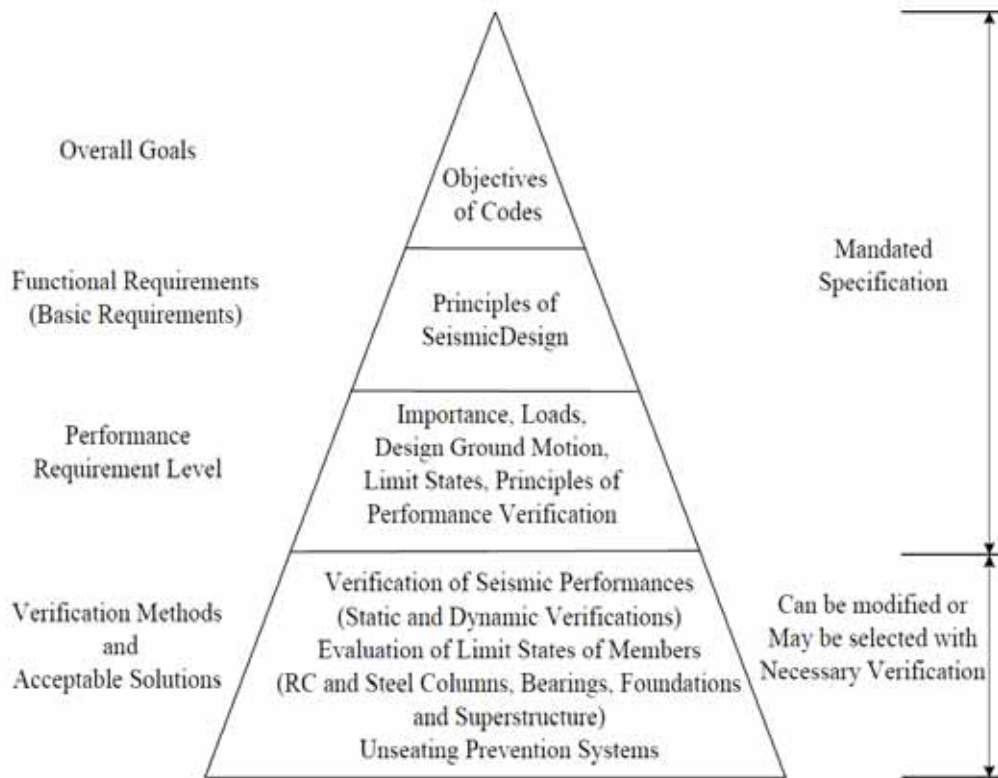 Overall Goals
Objectives
of Codes
Functional Requirements
(Basic Requirements)
Principles of
SeismicDesign
Mandated
Specification
Performance
Requirement Level
Importance, Loads,
Design Ground Motion,
Limit States, Principles of
Performance Verification
Verification Methods
and
Acceptable Solutions
Verification of Seismic Performances
(Static and Dynamic Verifications)
Evaluation of Limit States of Members
(RC and Steel Columns, Bearings, Foundations
and Superstructure)
Unseating Prevention Systems
Can be modified or
May be selected with
Necessary Verification